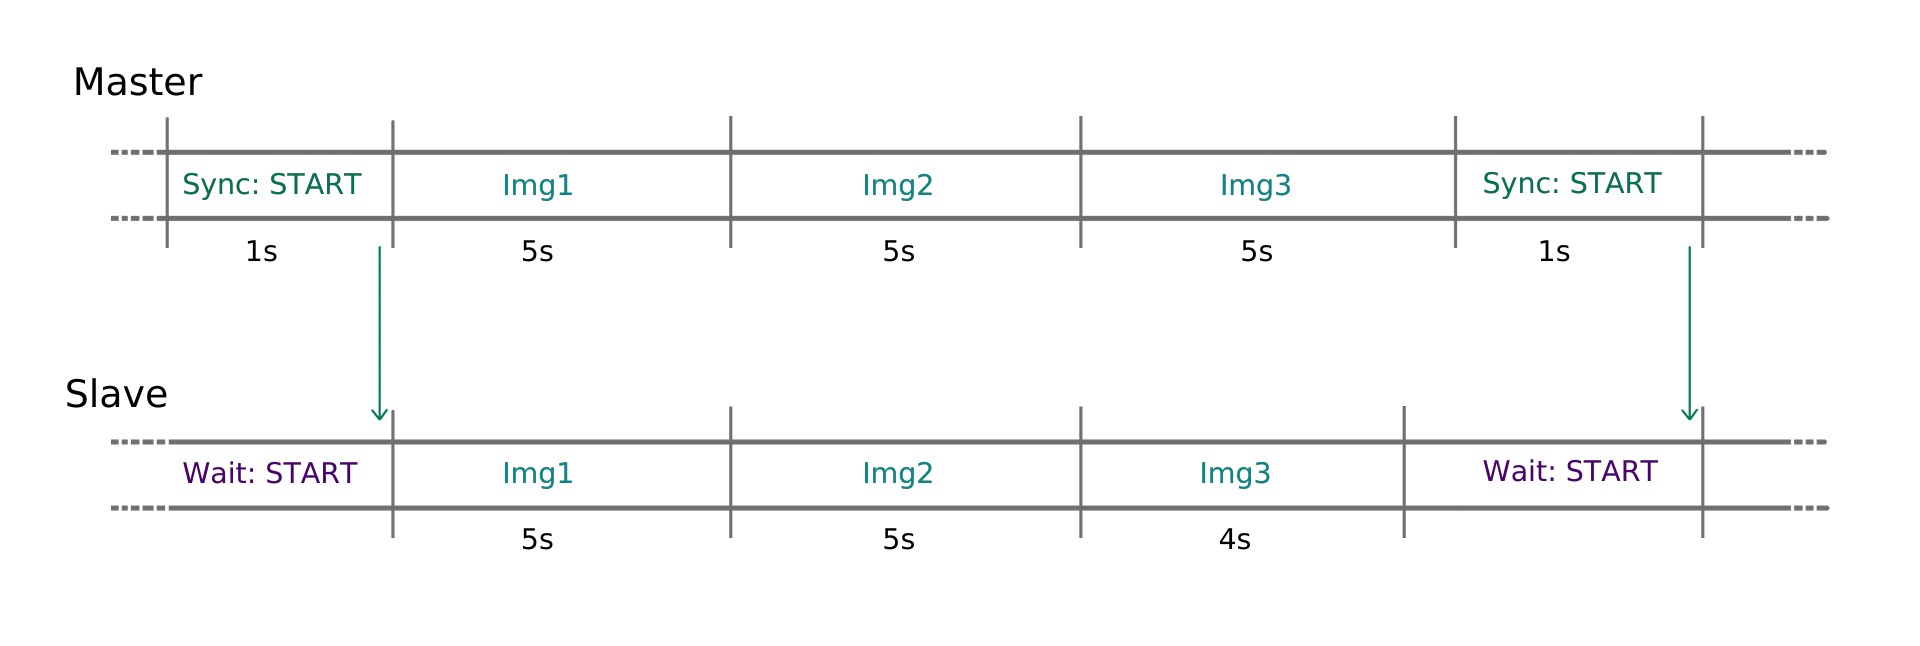 Master
Sync: START
Img1
Img2
Img3
Sync: START
1s
5s
5s
5s
1s
Slave
Wait: START
Img1
Img2
Img3
Wait: START
5s
5s
4s